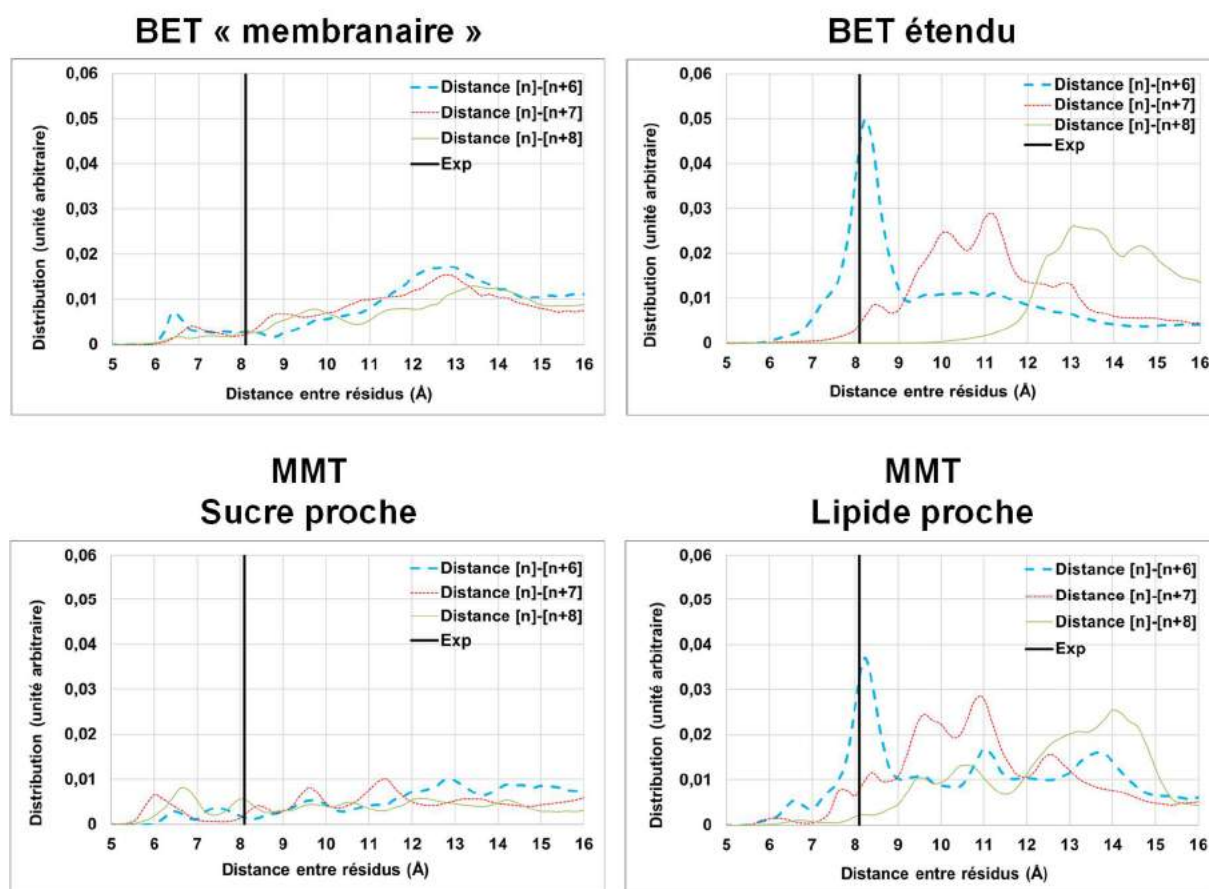 BET « membranaire »
0,06
0,05
0,04
0,03
0,02
0,01
0
Distribution (unité arbitraire)
Distance [n]-[n+6]
Distance [n]-[n+7]
Distance [n]-[n+8]
Exp
5 6 7 8 9 10 11 12 13 14 15 16
Distance entre résidus (Å)
BET étendu
0,06
0,05
0,04
0,03
0,02
0,01
0
Distribution (unité arbitraire)
Distance [n]-[n+6]
Distance [n]-[n+7]
Distance [n]-[n+8]
Exp
5 6 7 8 9 10 11 12 13 14 15 16
Distance entre résidus (Å)
MMT
Sucre proche
0,06
0,05
0,04
0,03
0,02
0,01
0
Distribution (unité arbitraire)
Distance [n]-[n+6]
Distance [n]-[n+7]
Distance [n]-[n+8]
Exp
5 6 7 8 9 10 11 12 13 14 15 16
Distance entre résidus (Å)
MMT
Lipide proche
0,06
0,05
0,04
0,03
0,02
0,01
0
Distribution (unité arbitraire)
Distance [n]-[n+6]
Distance [n]-[n+7]
Distance [n]-[n+8]
Exp
5 6 7 8 9 10 11 12 13 14 15 16
Distance entre résidus (Å)